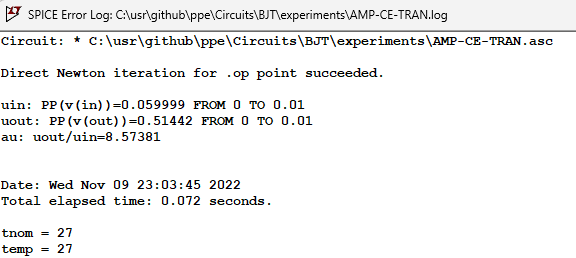 SPICE Error Log: C:\usr\github\ppe\Circuits\BJT\experiments\AMP-CE-TRAN.log
Circuit: * C:\usr\github\ppe\Circuits\BJT\experiments\AMP-CE-TRAN.asc
Direct Newton iteration for .op point succeeded.
uin: PP(v(in))=0.059999 FROM 0 TO 0.01
uout: PP(v(out))=0.51442 FROM 0 TO 0.01
au: uout/uin=8.57381
Date: Wed Nov 09 23:03:45 2022
Total elapsed time: 0.072 seconds.
tnom = 27
temp = 27